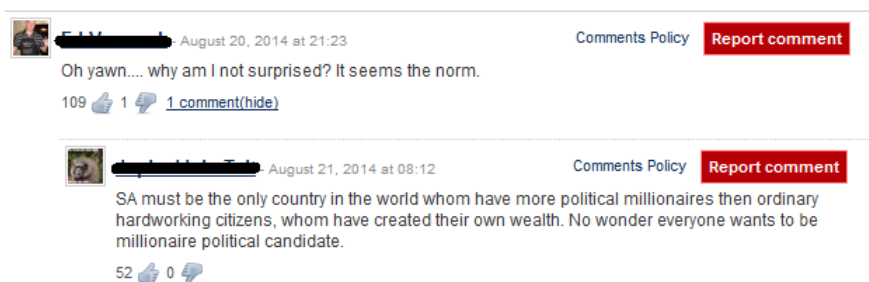 - August 20, 2014 at 21:23 Comments Policy Report comment
Oh yawn.... why am I not surprised? It seems the norm.
109 1 1 comment(hide)
- August 21, 2014 at 08:12 Comments Policy Report comment
SA must be the only country in the world whom have more political millionaires then ordinary
hardworking citizens, whom have created their own wealth. No wonder everyone wants to be
millionaire political candidate.
52 0